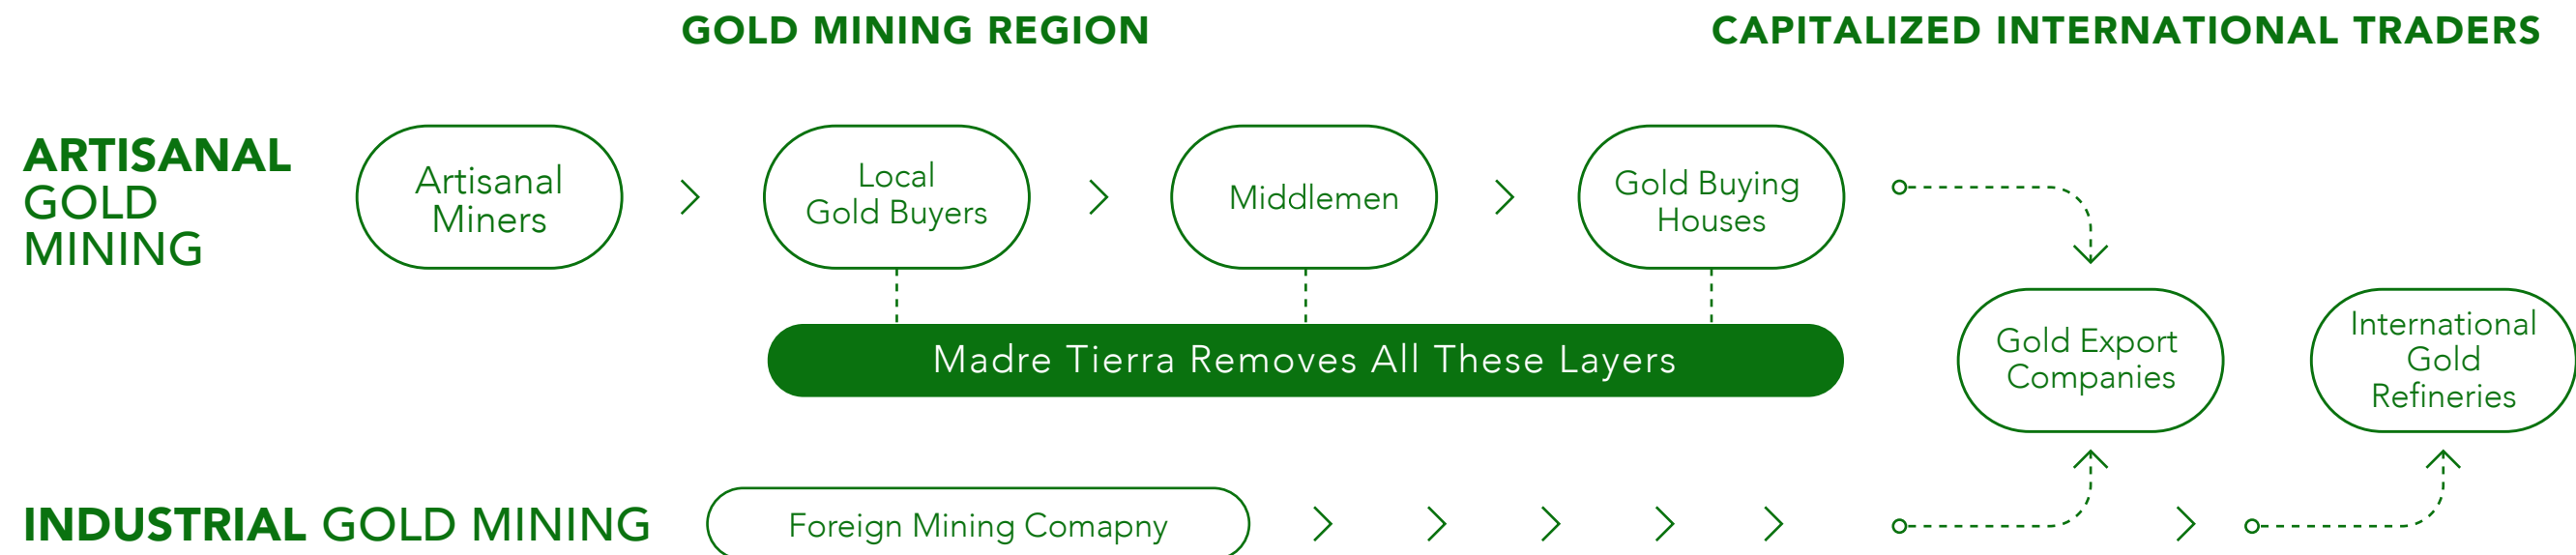 GOLD MINING REGION
CAPITALIZED INTERNATIONAL TRADERS
ARTISANAL
GOLD
MINING
Artisanal
Miners
Local
Gold Buyers
Middlemen
Gold Buying
Houses
Madre Tierra Removes All These Layers
Gold Export
Companies
International
Gold
Refineries
INDUSTRIAL GOLD MINING
Foreign Mining Comapny